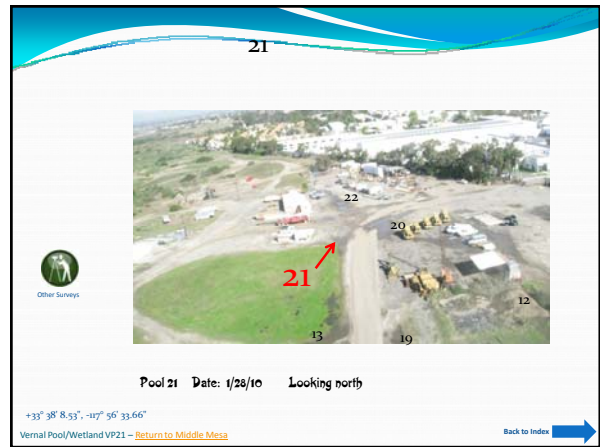 21
22
20
21
12
13
19
Other Surveys
Pool 21 Date: 1/28/10 Looking north
+33° 38' 8.53", -117° 56' 33.66"
Vernal Pool/Wetland VP21 – Return to Middle Mesa
Back to Index